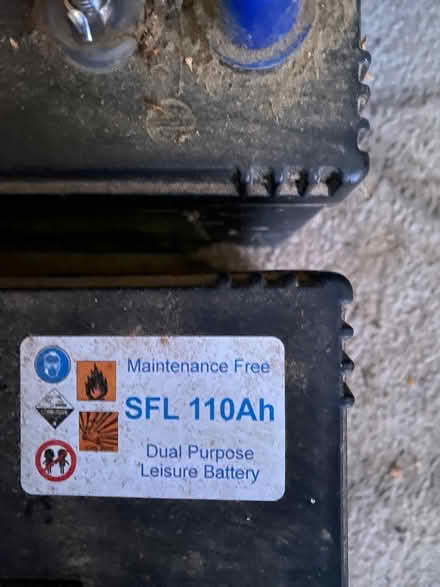 Maintenance Free
SFL 110Ah
Dual Purpose
Leisure Battery